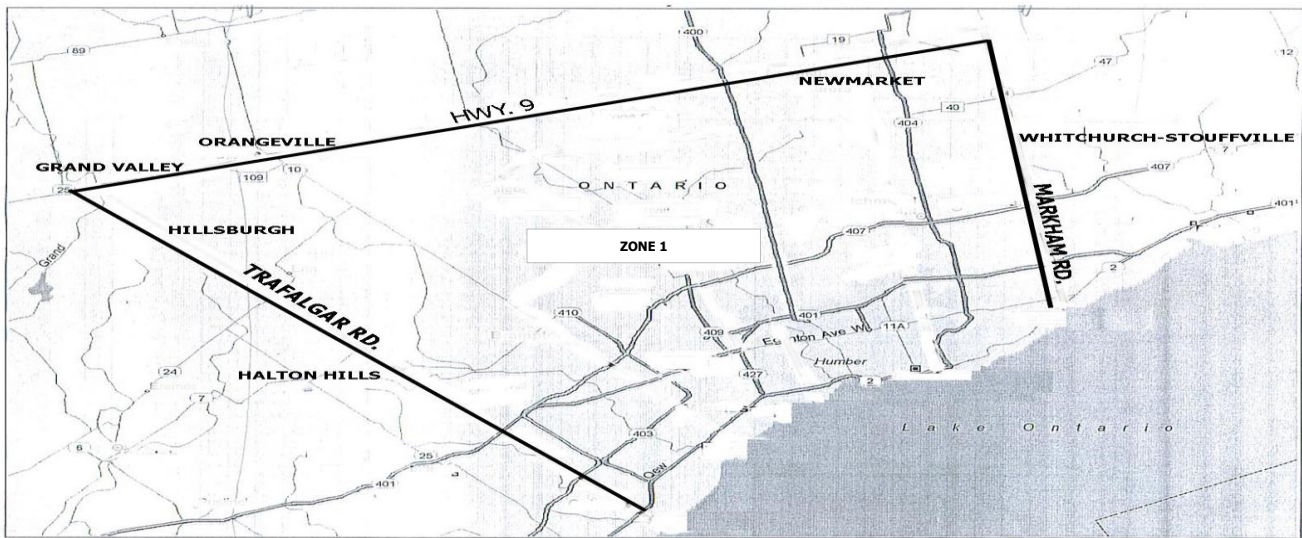 400
19
89
12
47
NEWMARKET
HWY. 9
40
404
ORANGEVILLE
WHITCHURCH-STOUFFVILLE
7
GRAND VALLEY
10
407
109
25
ONTARIO
MARKHAM RD,
401
HILLSBURGH
407
ZONE 1
Grand
2
TRAFALGAR RD.
410
401
11A
409
Eglinton Ave W
Humber
HALTON HILLS
24
427
2
7
403
Lake Ontario
6
25
Qew
401